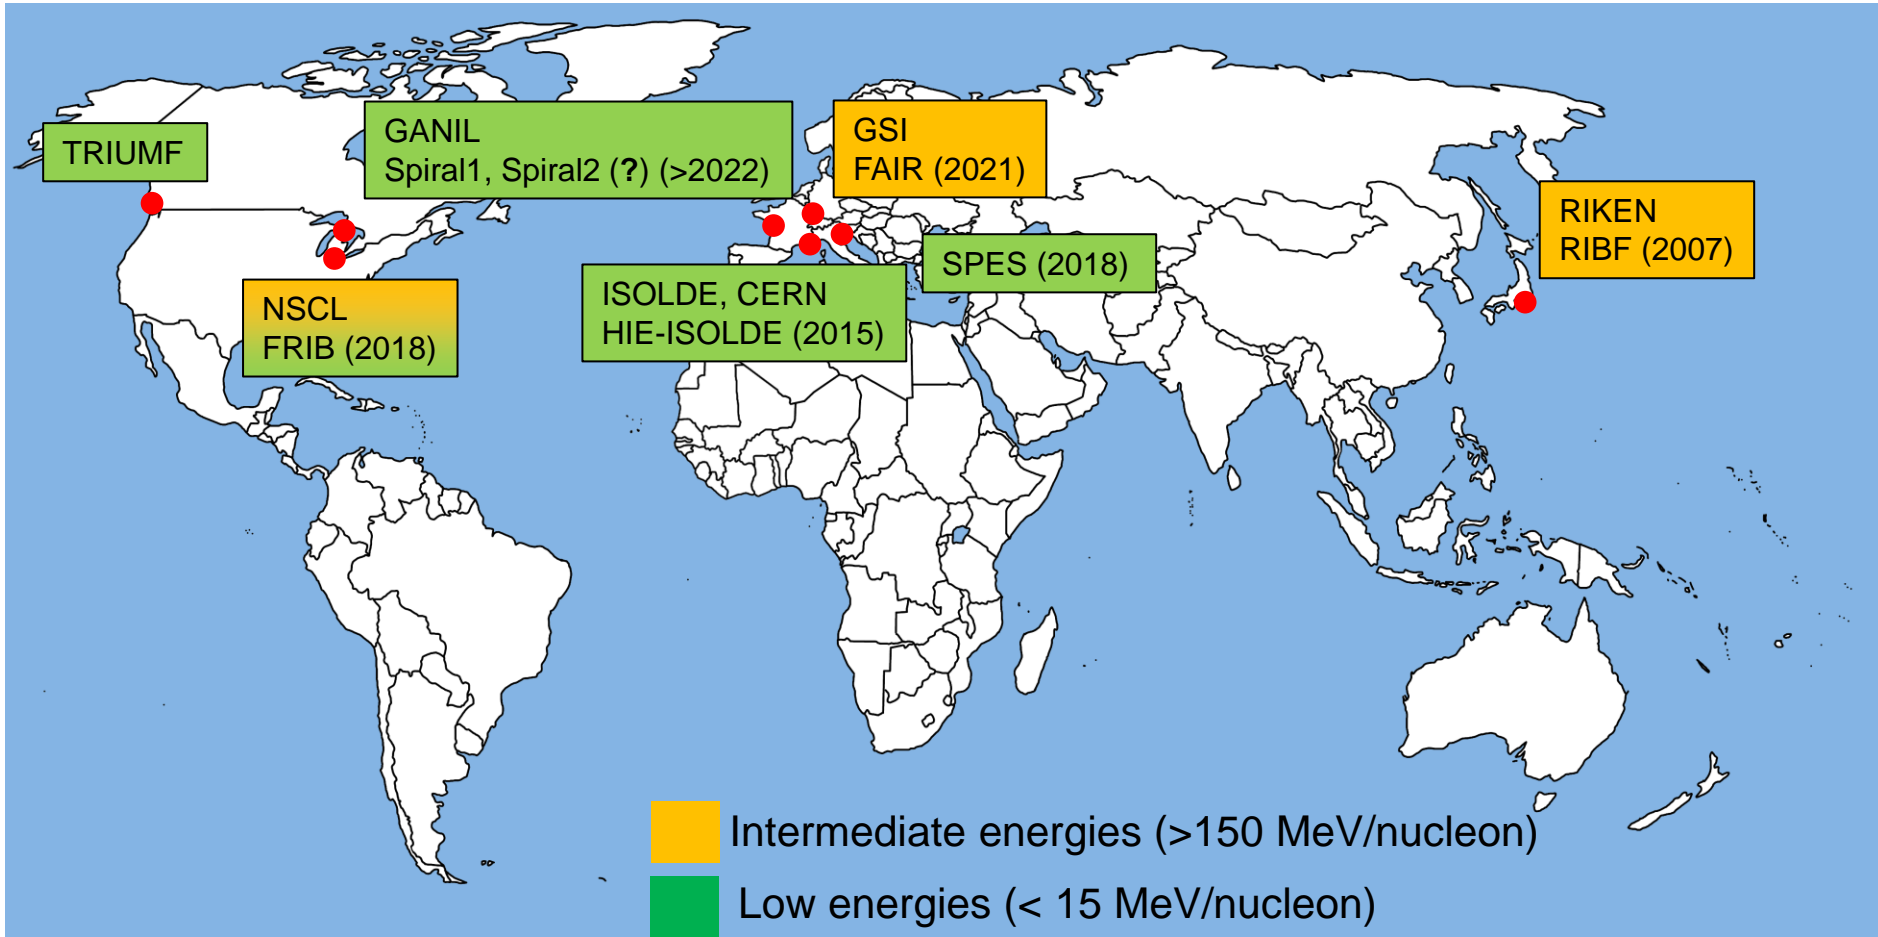 TRIUMF
GANIL
Spiral1, Spiral2 (?) (>2022)
GSI
FAIR (2021)
RIKEN
RIBF (2007)
NSCL
FRIB (2018)
ISOLDE, CERN
HIE-ISOLDE (2015)
SPES (2018)
Intermediate energies (>150 MeV/nucleon)
Low energies (< 15 MeV/nucleon)